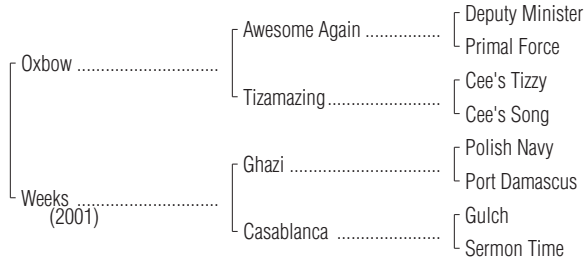 Deputy Minister
Awesome Again ....................
Primal Force
Oxbow ......................................
Cee's Tizzy
Tizamazing ..............................
Cee's Song
Polish Navy
Ghazi ........................................
Port Damascus
Weeks ......................................
(2001)
Gulch
Casablanca ............................
Sermon Time